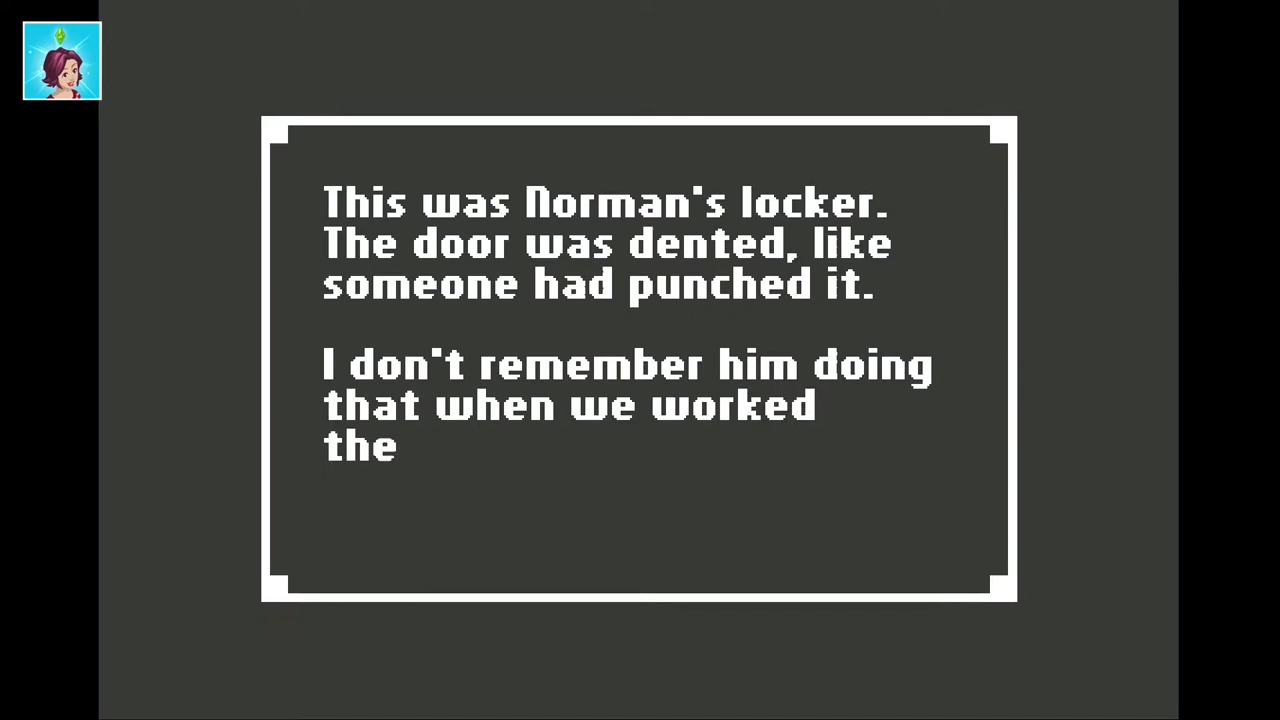 This was Norman's locker.
The door was dented, like
someone had punched it.
I don't remember him doing
that when we worked
the